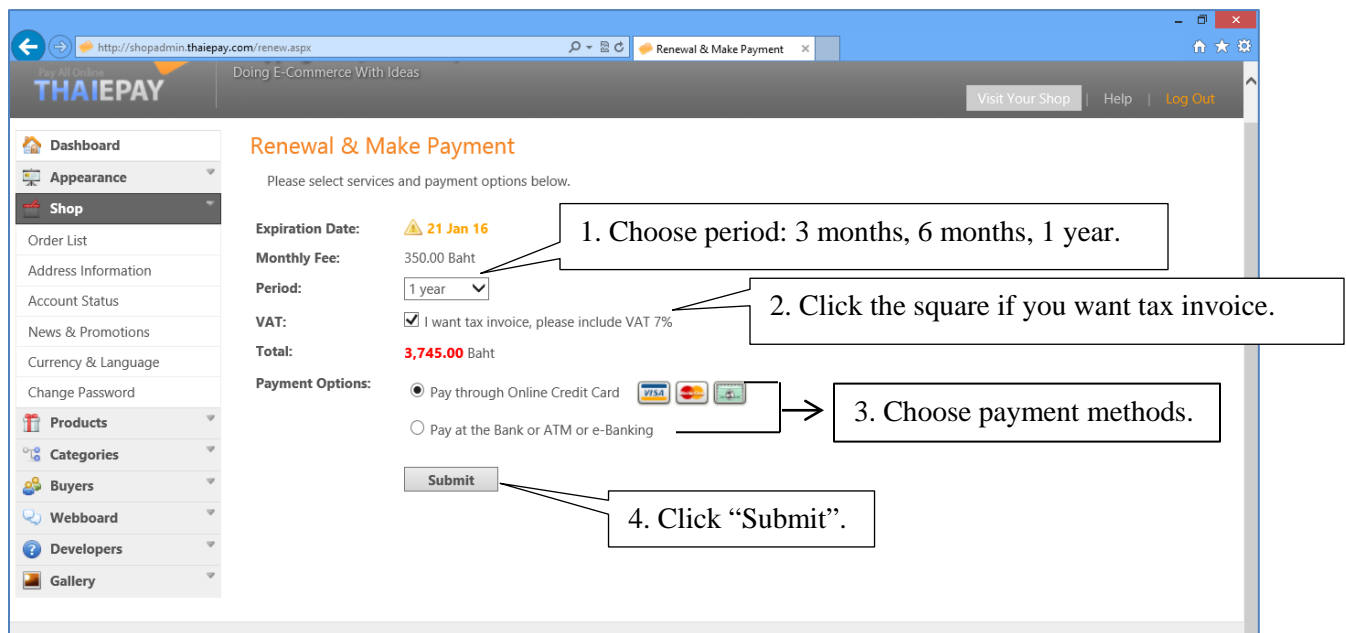 http://shopadmin.thaiepay.com/renew.aspx
Renewal & Make Payment
Pay All Online
THAIEPAY
Doing E-Commerce With Ideas
Visit Your Shop | Help | Log Out
Dashboard
Appearance
Shop
Order List
Address Information
Account Status
News & Promotions
Currency & Language
Change Password
Products
Categories
Buyers
Webboard
Developers
Gallery
Renewal & Make Payment
Please select services and payment options below.
Expiration Date: 21 Jan 16
1. Choose period: 3 months, 6 months, 1 year.
Monthly Fee: 350.00 Baht
Period: 1 year
2. Click the square if you want tax invoice.
VAT: I want tax invoice, please include VAT 7%
Total: 3,745.00 Baht
Payment Options: Pay through Online Credit Card VISA
Pay at the Bank or ATM or e-Banking
3. Choose payment methods.
Submit
4. Click “Submit”.